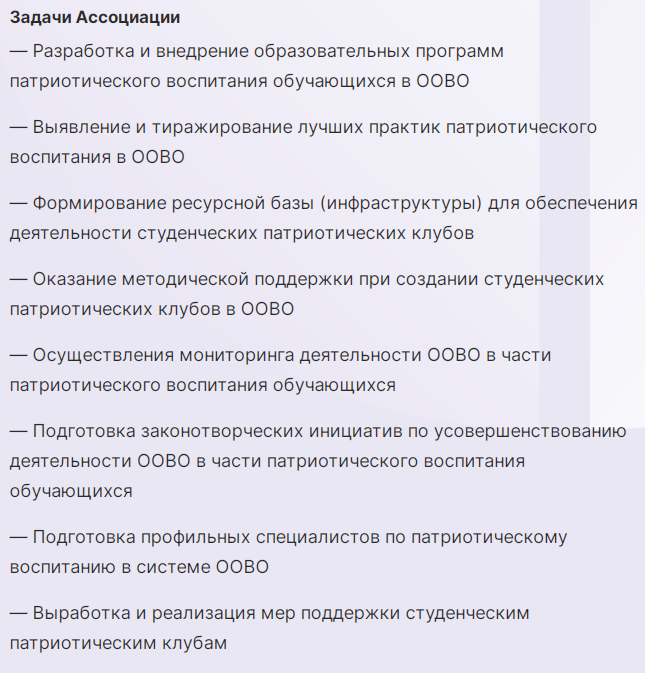 Задачи Ассоциации
— Разработка и внедрение образовательных программ
патриотического воспитания обучающихся в ООВО
— Выявление и тиражирование лучших практик патриотического
воспитания в ООВО
— Формирование ресурсной базы (инфраструктуры) для обеспечения
деятельности студенческих патриотических клубов
— Оказание методической поддержки при создании студенческих
патриотических клубов в ООВО
— Осуществления мониторинга деятельности ООВО в части
патриотического воспитания обучающихся
— Подготовка законотворческих инициатив по усовершенствованию
деятельности ООВО в части патриотического воспитания
обучающихся
— Подготовка профильных специалистов по патриотическому
воспитанию в системе ООВО
— Выработка и реализация мер поддержки студенческим
патриотическим клубам